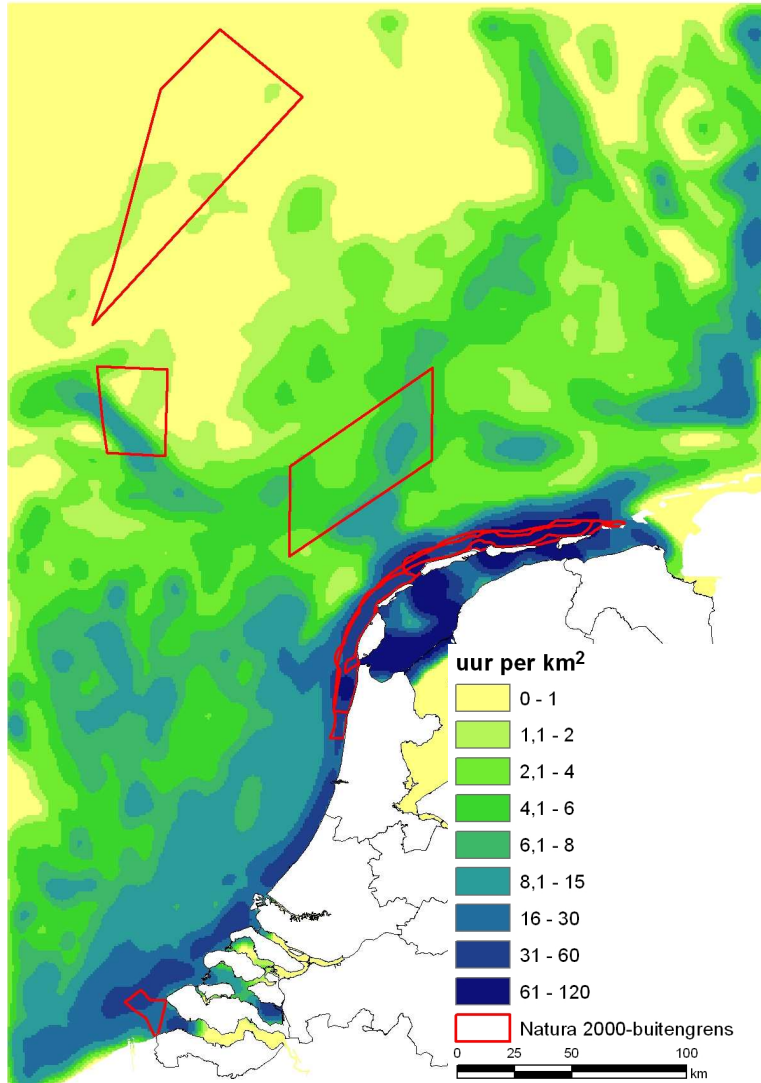 uur per km²
0 - 1
1,1 - 2
2,1 - 4
4,1 - 6
6,1 - 8
8,1 - 15
16 - 30
31 - 60
61 - 120
Natura 2000-buitengrens
0 25 50 100
km